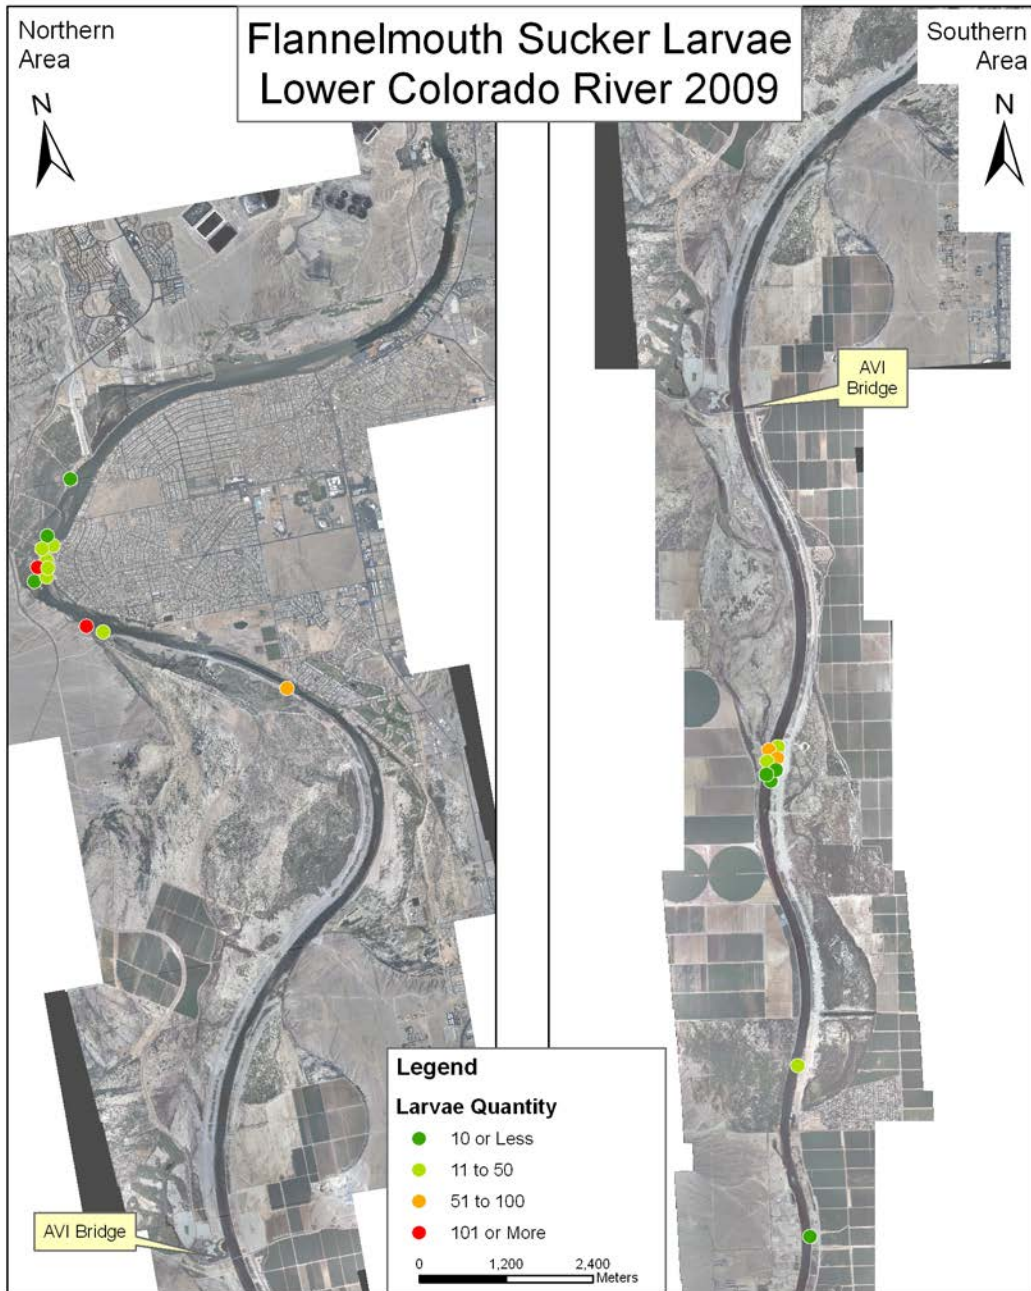 Northern
Area
N
Flannelmouth Sucker Larvae
Lower Colorado River 2009
Southern
Area
N
AVI
Bridge
AVI Bridge
Legend
Larvae Quantity
10 or Less
11 to 50
51 to 100
101 or More
0 1,200 2,400
Meters